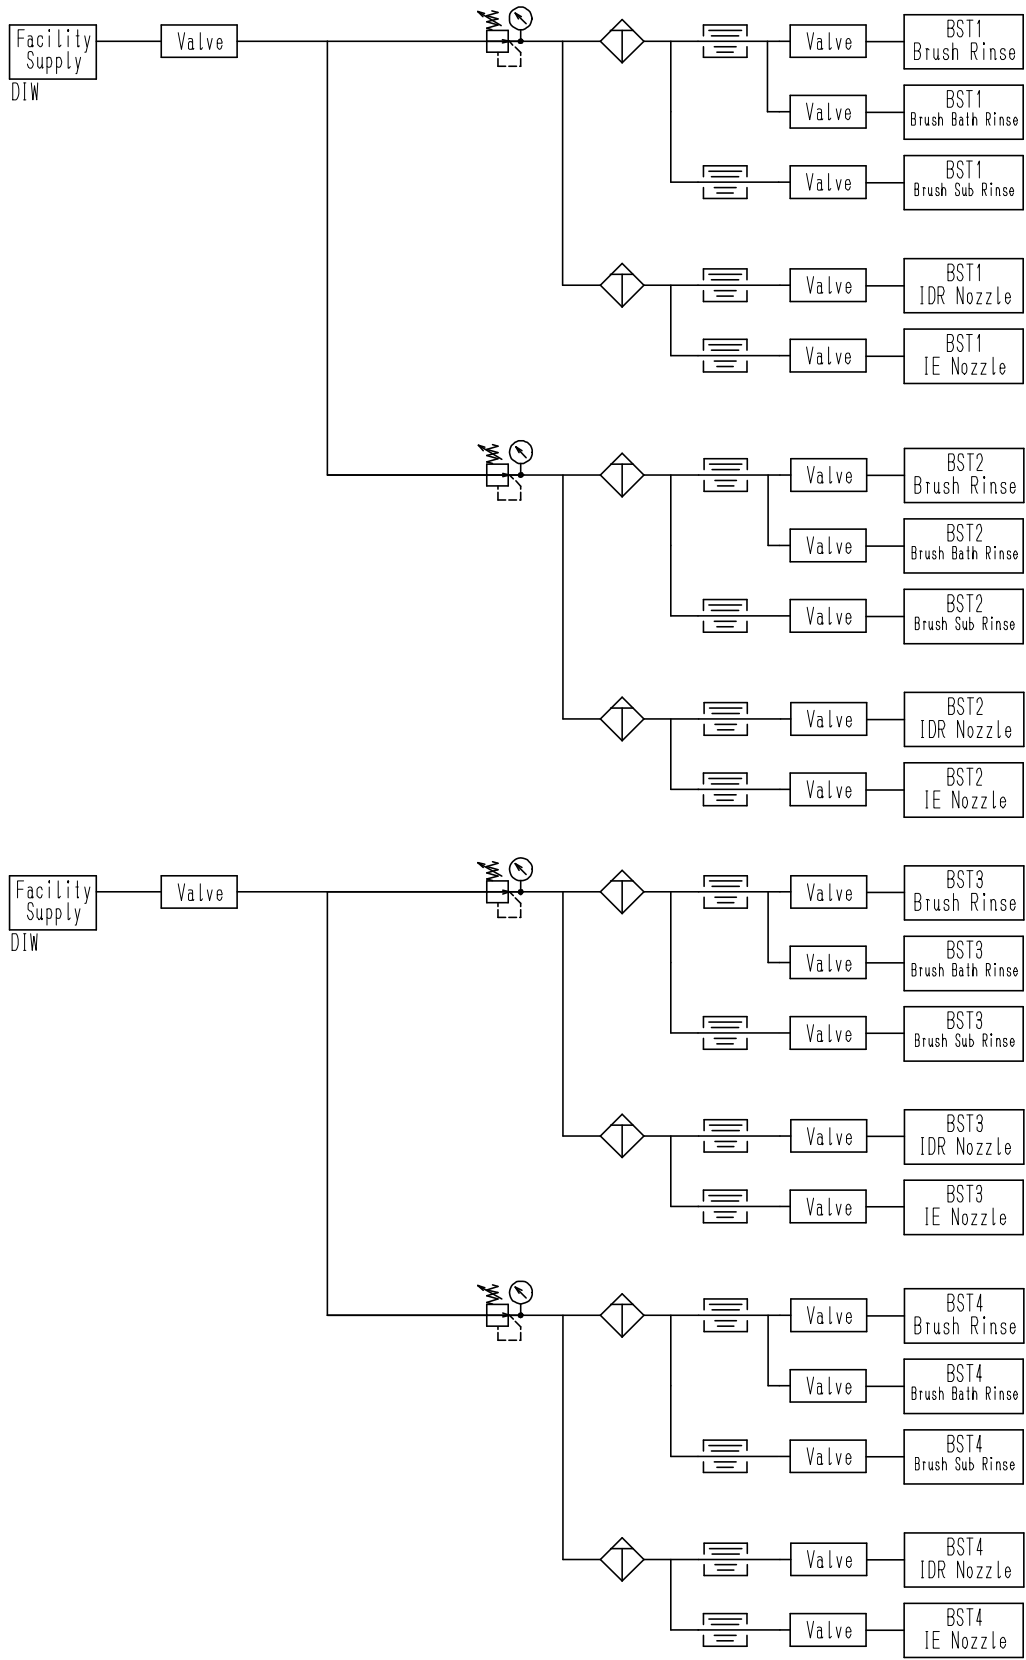 Facility
Supply
DIW
Valve
Valve
BST1
Brush Rinse
Valve
BST1
Brush Bath Rinse
Valve
BST1
Brush Sub Rinse
Valve
BST1
IDR Nozzle
Valve
BST1
IE Nozzle
Valve
BST2
Brush Rinse
Valve
BST2
Brush Bath Rinse
Valve
BST2
Brush Sub Rinse
Valve
BST2
IDR Nozzle
Valve
BST2
IE Nozzle
Facility
Supply
DIW
Valve
Valve
BST3
Brush Rinse
Valve
BST3
Brush Bath Rinse
Valve
BST3
Brush Sub Rinse
Valve
BST3
IDR Nozzle
Valve
BST3
IE Nozzle
Valve
BST4
Brush Rinse
Valve
BST4
Brush Bath Rinse
Valve
BST4
Brush Sub Rinse
Valve
BST4
IDR Nozzle
Valve
BST4
IE Nozzle